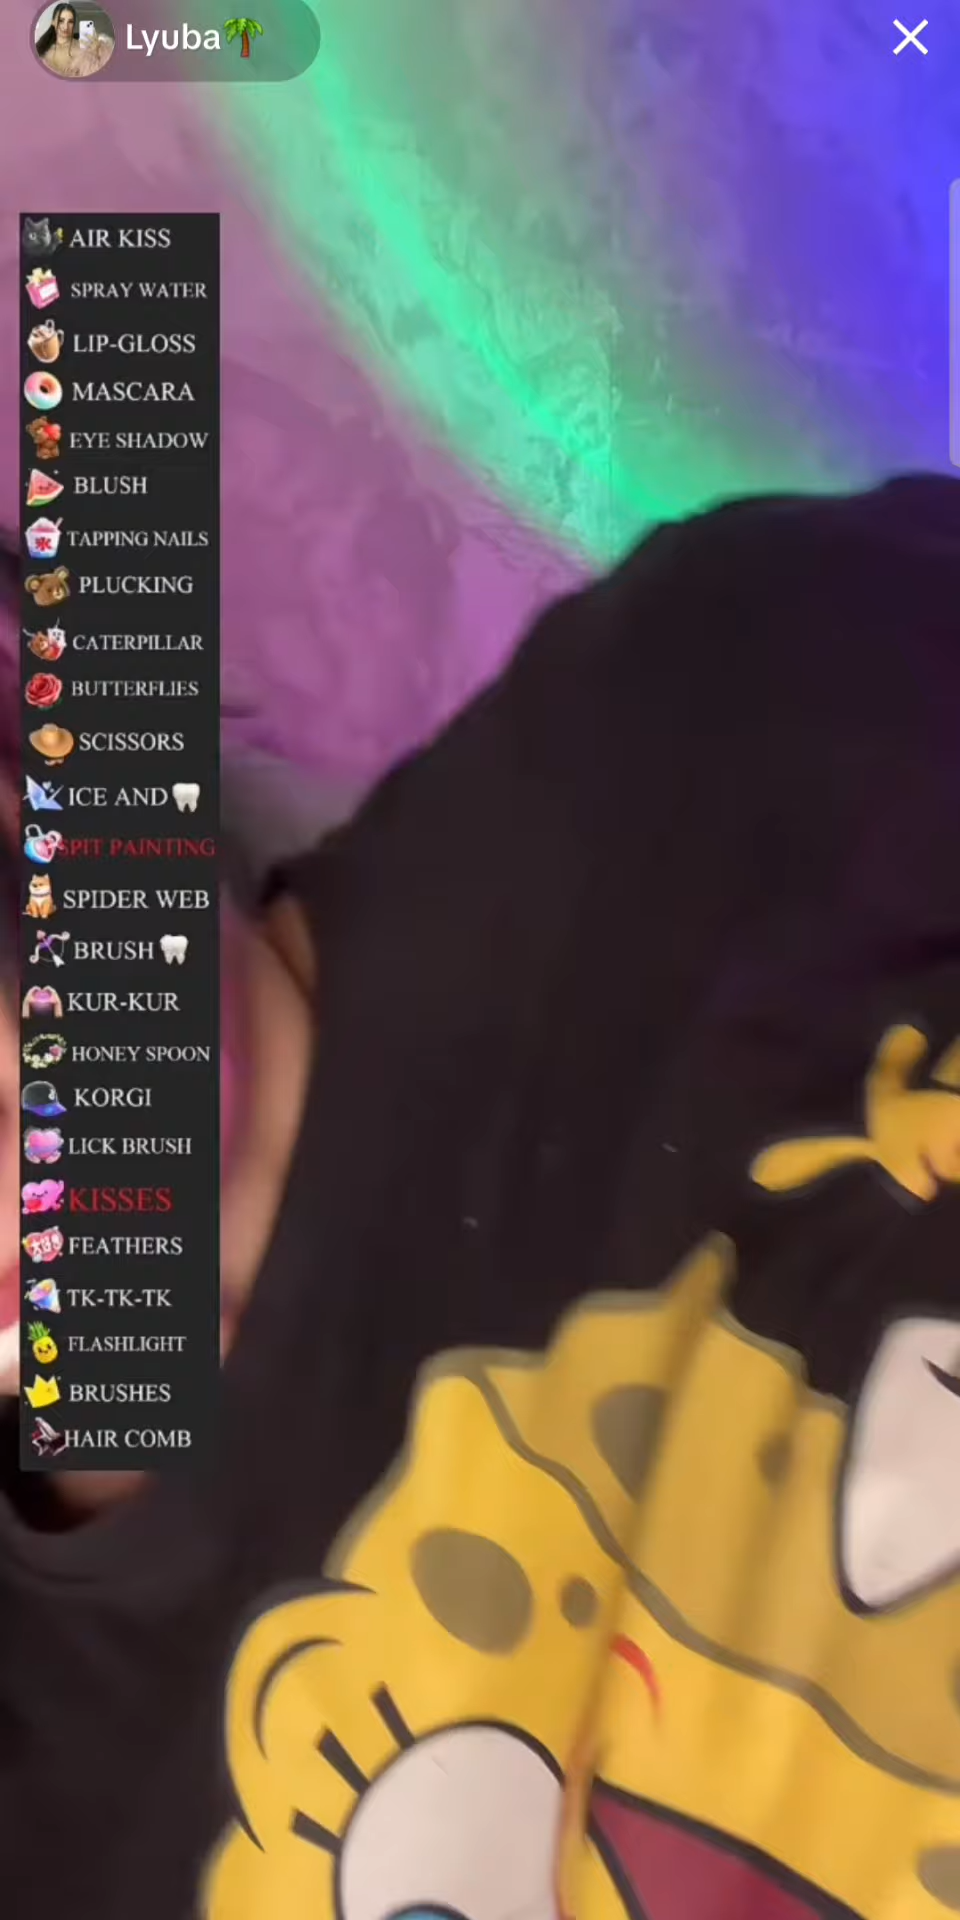 Lyuba🌴
AIR KISS
SPRAY WATER
LIP-GLOSS
MASCARA
EYE SHADOW
BLUSH
TAPPING NAILS
PLUCKING
CATERPILLAR
BUTTERFLIES
SCISSORS
ICE AND🦷
SPIT PAINTING
SPIDER WEB
BRUSH🦷
KUR-KUR
HONEY SPOON
KORGI
LICK BRUSH
KISSES
FEATHERS
TK-TK-TK
FLASHLIGHT
BRUSHES
HAIR COMB